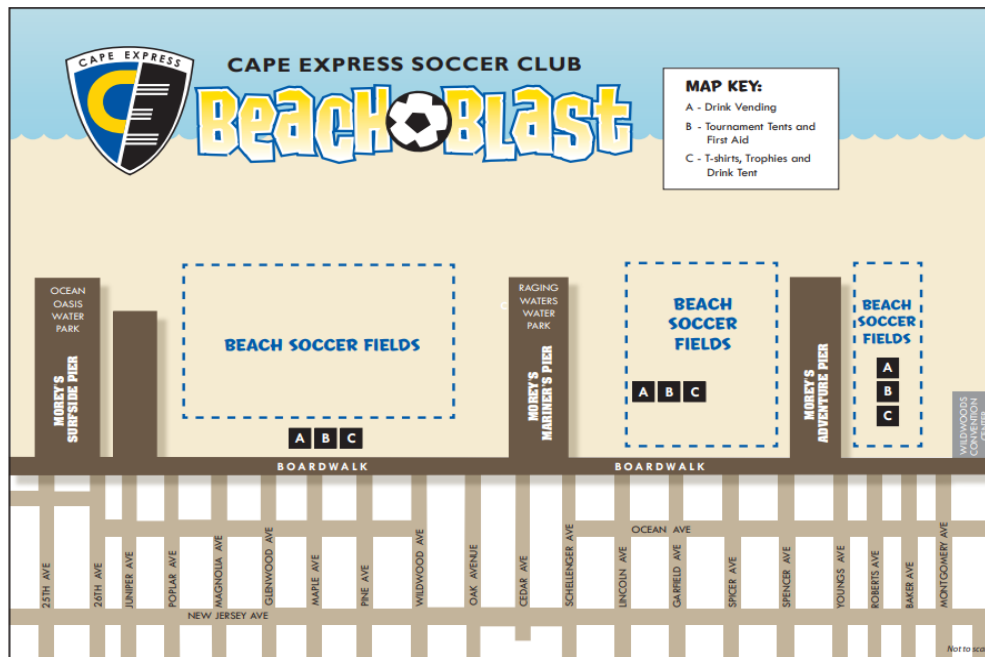 CAPE EXPRESS
CE
CAPE EXPRESS SOCCER CLUB
BEACH BLAST
MAP KEY:
A - Drink Vending
B - Tournament Tents and
First Aid
C - T-shirts, Trophies and
Drink Tent
OCEAN
OASIS
WATER
PARK
MOREY'S
SURFSIDE PIER
BEACH SOCCER FIELDS
A B C
RAGING
WATERS
WATER
PARK
MOREY'S
MARINER'S PIER
BEACH
SOCCER
FIELDS
A B C
MOREY'S
ADVENTURE PIER
BEACH
SOCCER
FIELDS
A
B
C
WILDWOODS
CONVENTION
CENTER
BOARDWALK
BOARDWALK
OCEAN AVE
25TH AVE
26TH AVE
JUNIPER AVE
POPLAR AVE
MAGNOLIA AVE
GLENWOOD AVE
MAPLE AVE
PINE AVE
WILDWOOD AVE
OAK AVENUE
CEDAR AVE
SCHELLENGER AVE
LINCOLN AVE
GARFIELD AVE
SPICER AVE
SPENCER AVE
YOUNGS AVE
ROBERTS AVE
BAKER AVE
MONTGOMERY AVE
NEW JERSEY AVE
Not to sca